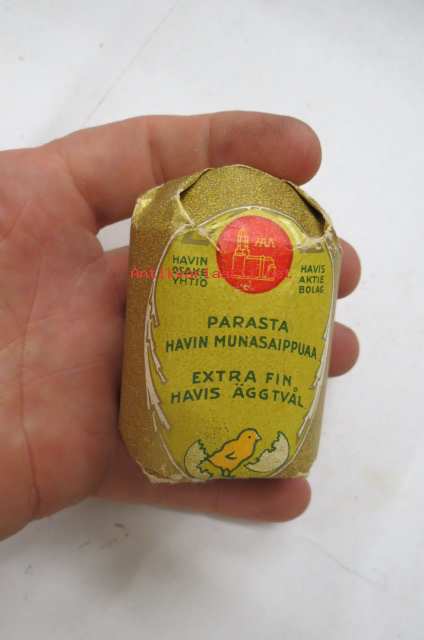 HAVIN
OSAKE
YHTIÖ
HAVIS
AKTIE
BOLAG
PARASTA
HAVIN MUNASAIPPUAA
EXTRA FIN
HAVIS ÄGGTVÅL